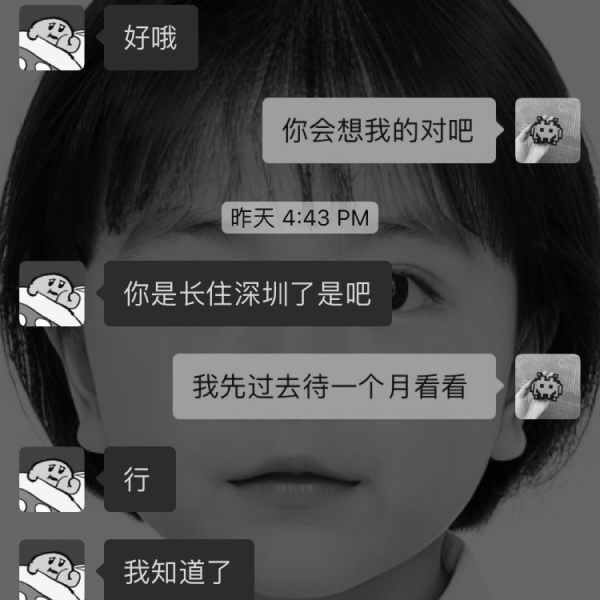 好哦
你会想我的对吧
昨天 4:43 PM
你是长住深圳了是吧
我先过去待一个月看看
行
我知道了